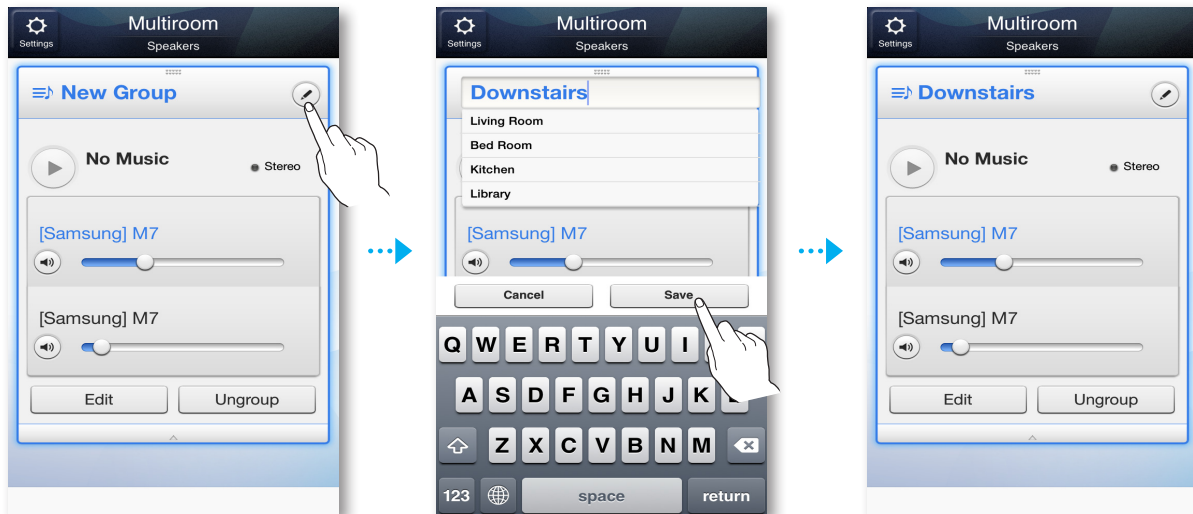 Settings
Multiroom
Speakers
New Group
No Music
Stereo
[Samsung] M7
[Samsung] M7
Edit
Ungroup
Settings
Multiroom
Speakers
Downstairs
Living Room
Bed Room
Kitchen
Library
[Samsung] M7
Cancel
Save
Q W E R T Y U I
A S D F G H J K
Z X C V B N M
123
space
return
Settings
Multiroom
Speakers
Downstairs
No Music
Stereo
[Samsung] M7
[Samsung] M7
Edit
Ungroup